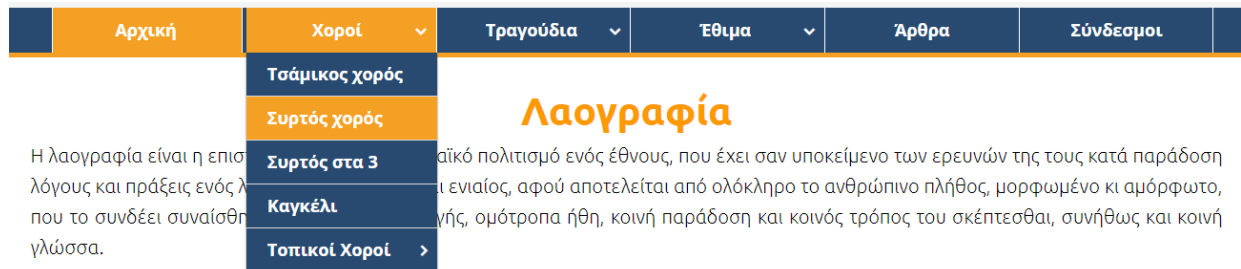 Αρχική Χοροί Τραγούδια Έθιμα Άρθρα Σύνδεσμοι
Τσάμικος χορός
Συρτός χορός
Συρτός στα 3
Καγκέλι
Τοπικοί Χοροί
Λαογραφία
Η λαογραφία είναι η επισ αϊκό πολιτισμό ενός έθνους, που έχει σαν υποκείμενο των ερευνών της τους κατά παράδοση
λόγους και πράξεις ενός λ ι ενιαίος, αφού αποτελείται από ολόκληρο το ανθρώπινο πλήθος, μορφωμένο κι αμόρφωτο,
που το συνδέει συναίσθη γής, ομότροπα ήθη, κοινή παράδοση και κοινός τρόπος του σκέπτεσθαι, συνήθως και κοινή
γλώσσα.